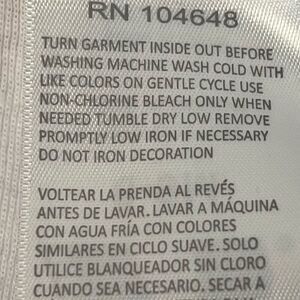 RN 104648
TURN GARMENT INSIDE OUT BEFORE
WASHING MACHINE WASH COLD WITH
LIKE COLORS ON GENTLE CYCLE USE
NON-CHLORINE BLEACH ONLY WHEN
NEEDED TUMBLE DRY LOW REMOVE
PROMPTLY LOW IRON IF NECESSARY
DO NOT IRON DECORATION
VOLTEAR LA PRENDA AL REVÉS
ANTES DE LAVAR. LAVAR A MÁQUINA
CON AGUA FRÍA CON COLORES
SIMILARES EN CICLO SUAVE. SOLO
UTILICE BLANQUEADOR SIN CLORO
CUANDO SEA NECESARIO. SECAR A